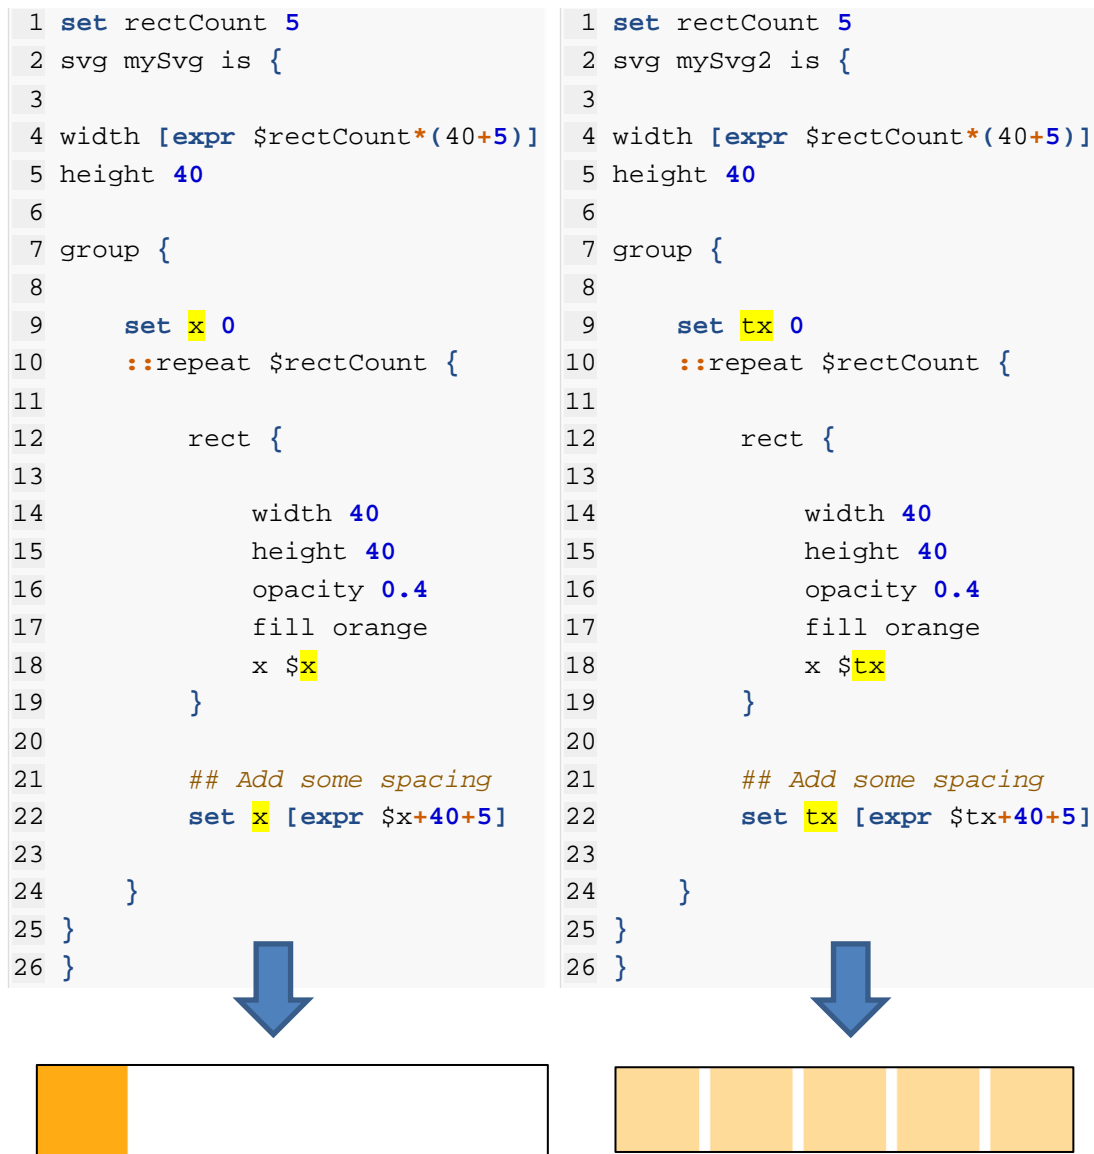 1 set rectCount 5
2 svg mySvg is {
3
4 width [expr $rectCount*(40+5)]
5 height 40
6
7 group {
8
9 set x 0
10 ::repeat $rectCount {
11
12 rect {
13
14 width 40
15 height 40
16 opacity 0.4
17 fill orange
18 x $x
19 }
20
21 ## Add some spacing
22 set x [expr $x+40+5]
23
24 }
25 }
26 }
1 set rectCount 5
2 svg mySvg2 is {
3
4 width [expr $rectCount*(40+5)]
5 height 40
6
7 group {
8
9 set tx 0
10 ::repeat $rectCount {
11
12 rect {
13
14 width 40
15 height 40
16 opacity 0.4
17 fill orange
18 x $tx
19 }
20
21 ## Add some spacing
22 set tx [expr $tx+40+5]
23
24 }
25 }
26 }